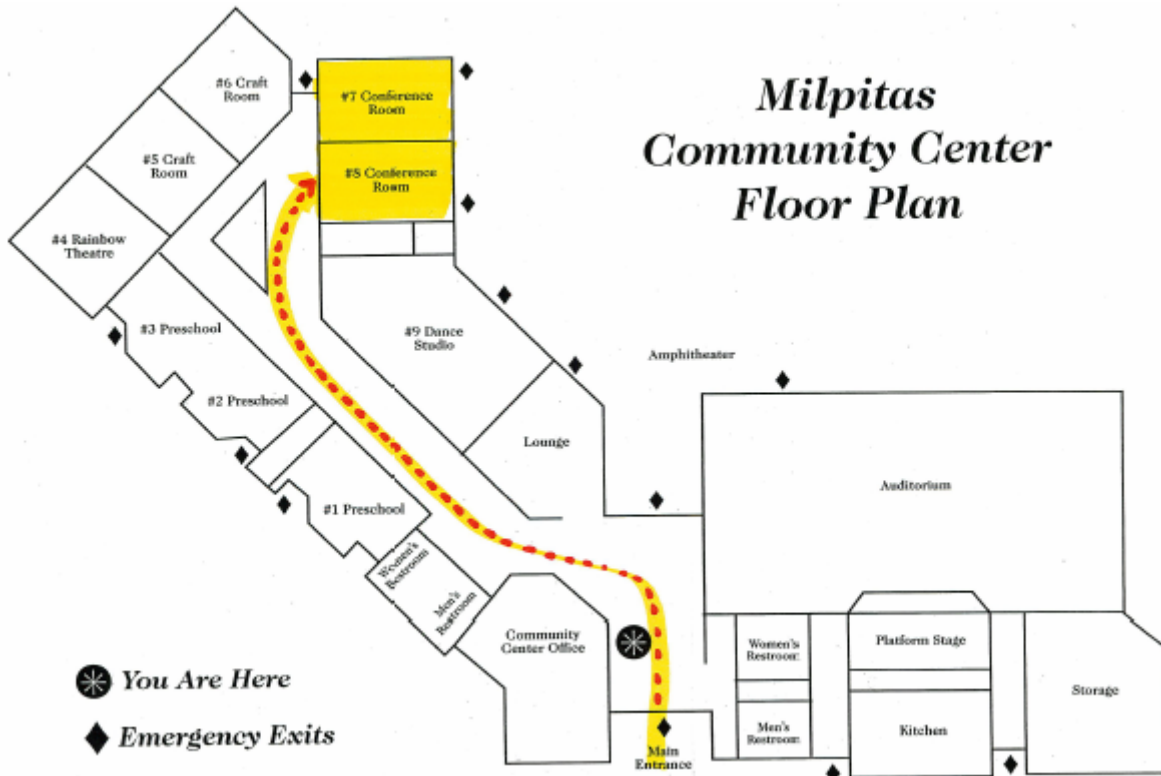 Milpitas
Community Center
Floor Plan
#6 Craft
Room
#7 Conference
Room
#5 Craft
Room
#8 Conference
Room
#4 Rainbow
Theatre
#3 Preschool
#9 Dance
Studio
Amphitheater
#2 Preschool
Lounge
Auditorium
#1 Preschool
Women's
Restroom
Men's
Restroom
Community
Center Office
Women's
Restroom
Platform Stage
Storage
Men's
Restroom
Kitchen
Main
Entrance
You Are Here
Emergency Exits